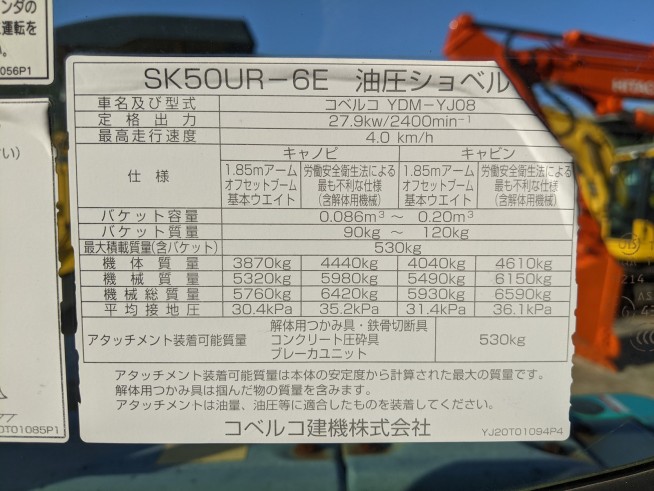 ンダの
運転を
い。
056P1
い)
0T01085P1
SK50UR-6E 油圧ショベル
車名及び型式 コベルコ YDM-YJ08
定格出力 27.9kw/2400min⁻¹
最高走行速度 4.0 km/h
仕様 キャノピ キャビン
1.85mアーム 労働安全衛生法による 1.85mアーム 労働安全衛生法による
オフセットブーム 最も不利な仕様 オフセットブーム 最も不利な仕様
基本ウエイト (含解体用機械) 基本ウエイト (含解体用機械)
バケット容量 0.086m³ ~ 0.20m³
バケット質量 90kg ~ 120kg
最大積載質量(含バケット) 530kg
機体質量 3870kg 4440kg 4040kg 4610kg
機械質量 5320kg 5980kg 5490kg 6150kg
機械総質量 5760kg 6420kg 5930kg 6590kg
平均接地圧 30.4kPa 35.2kPa 31.4kPa 36.1kPa
アタッチメント装着可能質量 解体用つかみ具・鉄骨切断具 530kg
コンクリート圧砕具
ブレーカユニット
アタッチメント装着可能質量は本体の安定度から計算された最大の質量です。
解体用つかみ具は掴んだ物の質量を含みます。
アタッチメントは油量、油圧等に適合したものを装着してください。
コベルコ建機株式会社
YJ20T01094P4
HITACHI
214